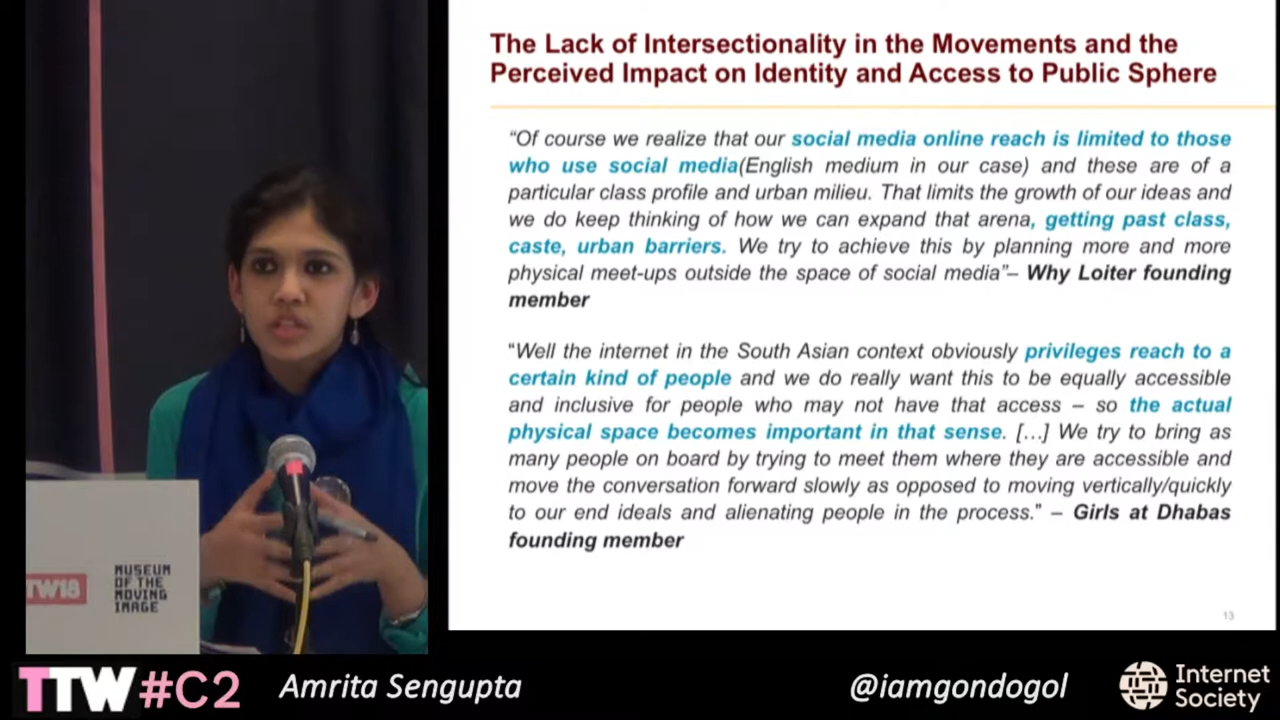 The Lack of Intersectionality in the Movements and the
Perceived Impact on Identity and Access to Public Sphere
“Of course we realize that our social media online reach is limited to those
who use social media(English medium in our case) and these are of a
particular class profile and urban milieu. That limits the growth of our ideas and
we do keep thinking of how we can expand that arena, getting past class,
caste, urban barriers. We try to achieve this by planning more and more
physical meet-ups outside the space of social media”– Why Loiter founding
member
“Well the internet in the South Asian context obviously privileges reach to a
certain kind of people and we do really want this to be equally accessible
and inclusive for people who may not have that access – so the actual
physical space becomes important in that sense. […] We try to bring as
many people on board by trying to meet them where they are accessible and
move the conversation forward slowly as opposed to moving vertically/quickly
to our end ideals and alienating people in the process.” – Girls at Dhabas
founding member
13
TW18
MUSEUM
OF THE
MOVING
IMAGE
TTW #C2
Amrita Sengupta
@iamgondogol
Internet
Society